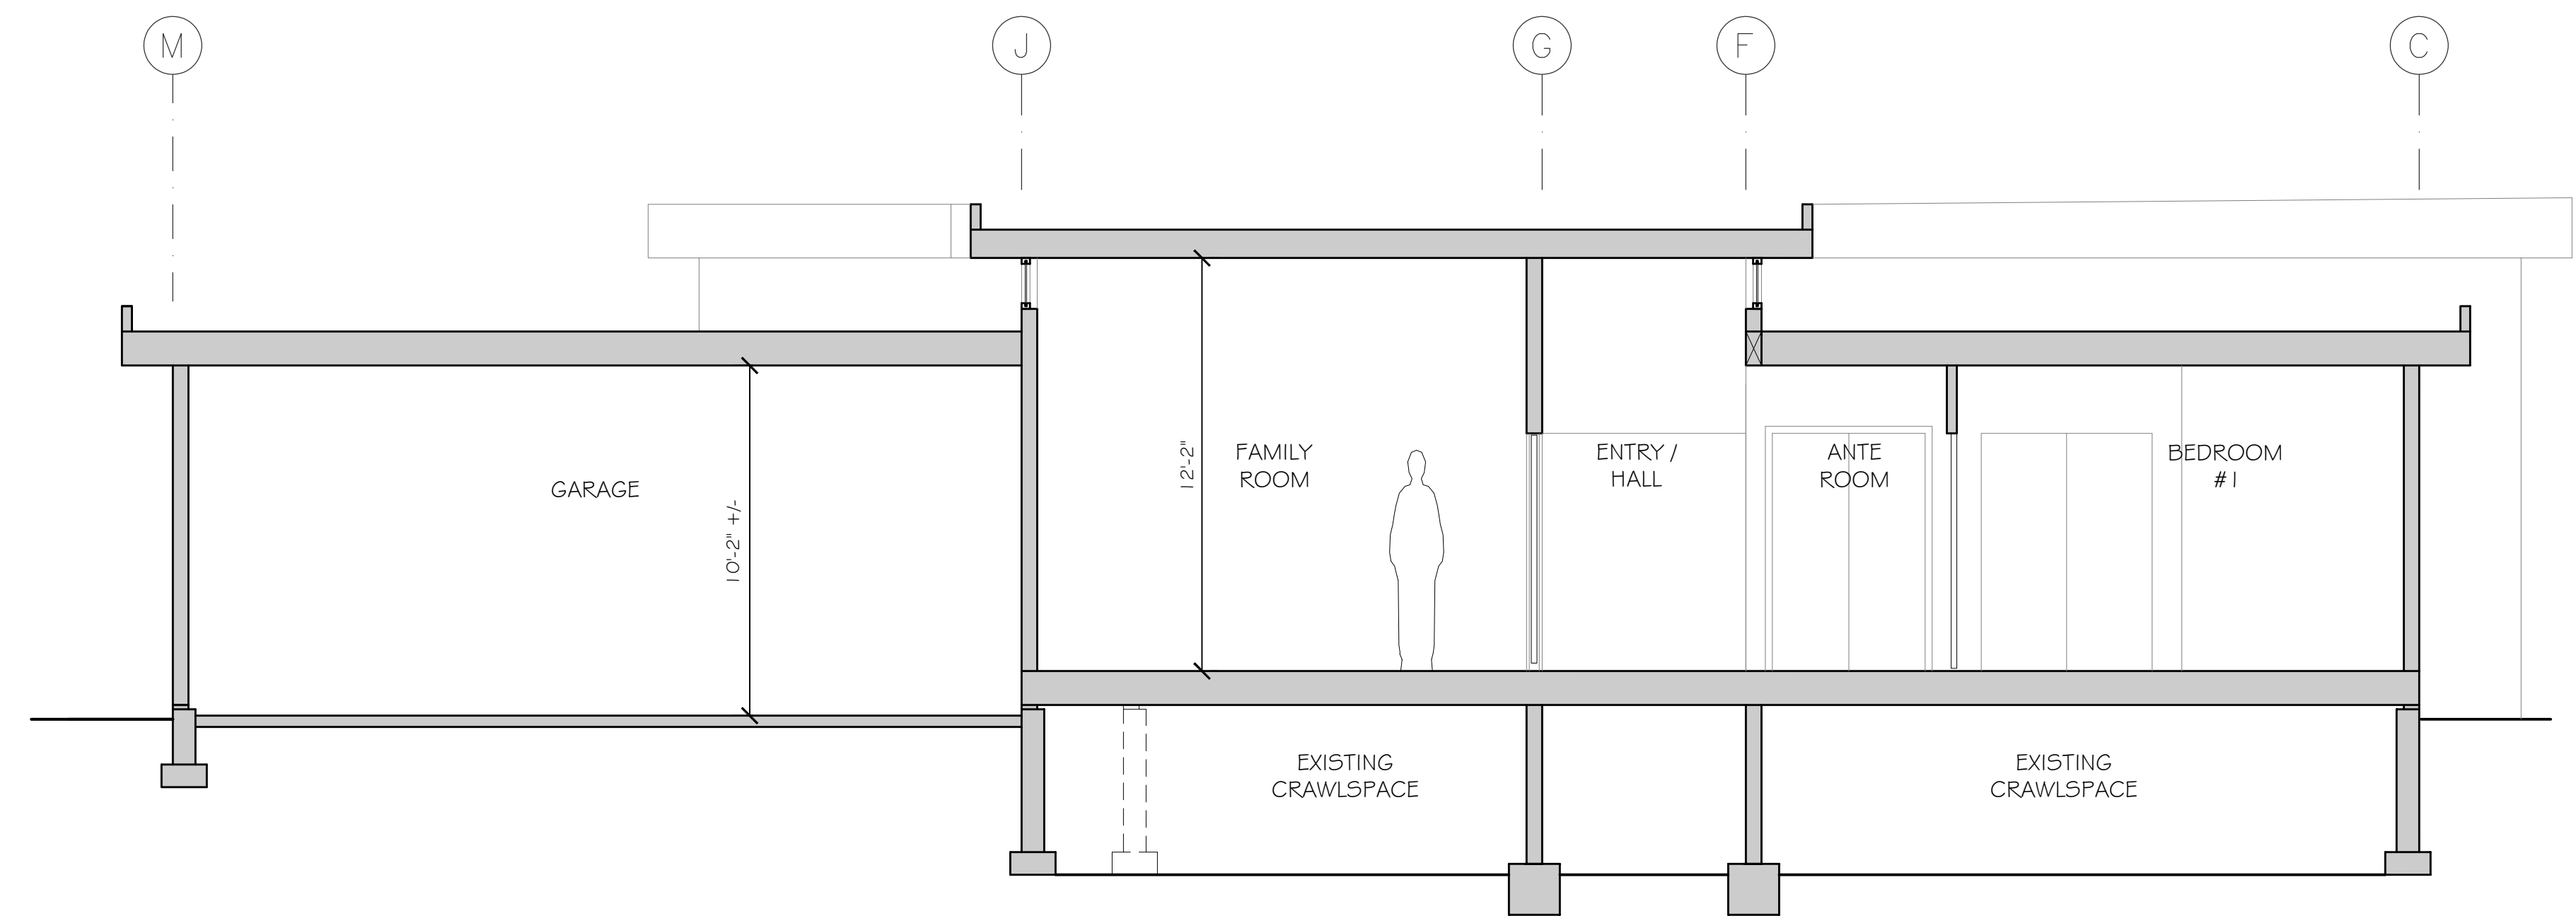 M
J
G
F
C
GARAGE
10'-2" +/-
12'-2"
FAMILY
ROOM
ENTRY /
HALL
ANTE
ROOM
BEDROOM
#1
EXISTING
CRAWLSPACE
EXISTING
CRAWLSPACE